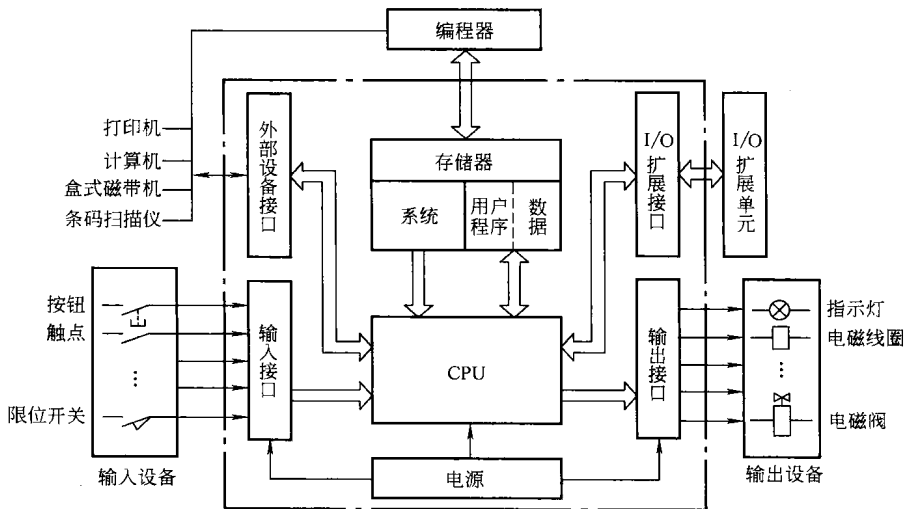 编程器
打印机
计算机
盒式磁带机
条码扫描仪
外部设备接口
存储器
系统
用户程序
数据
I/O扩展接口
I/O扩展单元
按钮
触点
…
限位开关
输入设备
输入接口
CPU
电源
输出接口
指示灯
电磁线圈
…
…
电磁阀
输出设备